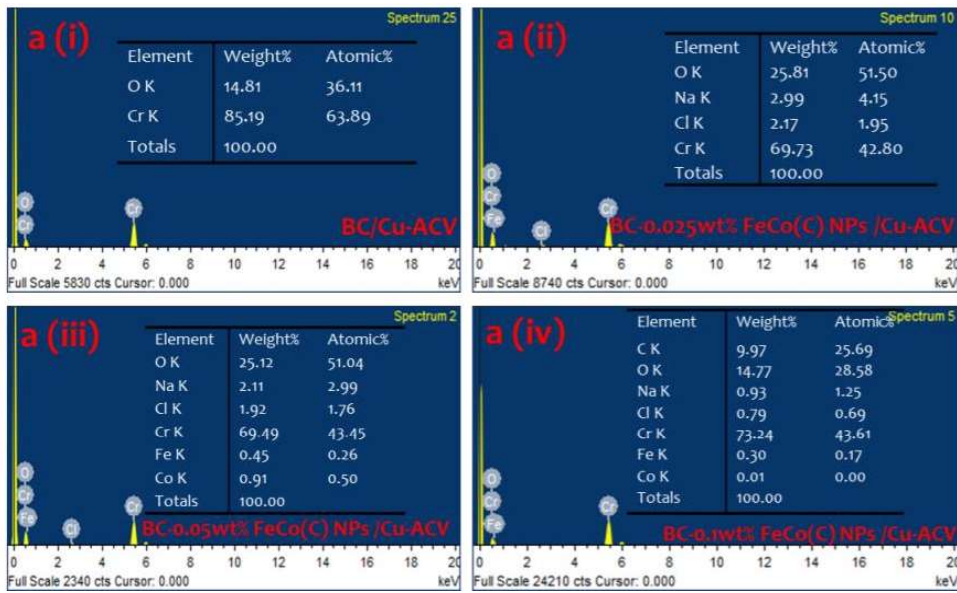 Spectrum 25
a (i)
Element Weight% Atomic%
O K 14.81 36.11
Cr K 85.19 63.89
Totals 100.00
O
Cr
Cr
BC/Cu-ACV
0 2 4 6 8 10 12 14 16 18 20
Full Scale 5830 cts Cursor: 0.000 keV
Spectrum 10
a (ii)
Element Weight% Atomic%
O K 25.81 51.50
Na K 2.99 4.15
Cl K 2.17 1.95
Cr K 69.73 42.80
Totals 100.00
O
Cr
Fe
Cl
Cr
BC-0.025wt% FeCo(C) NPs /Cu-ACV
0 2 4 6 8 10 12 14 16 18 20
Full Scale 8740 cts Cursor: 0.000 keV
Spectrum 2
a (iii)
Element Weight% Atomic%
O K 25.12 51.04
Na K 2.11 2.99
Cl K 1.92 1.76
Cr K 69.49 43.45
Fe K 0.45 0.26
Co K 0.91 0.50
Totals 100.00
O
Cr
Fe
Cl
Cr
BC-0.05wt% FeCo(C) NPs /Cu-ACV
0 2 4 6 8 10 12 14 16 18 20
Full Scale 2340 cts Cursor: 0.000 keV
Spectrum 5
a (iv)
Element Weight% Atomic%
C K 9.97 25.69
O K 14.77 28.58
Na K 0.93 1.25
Cl K 0.79 0.69
Cr K 73.24 43.61
Fe K 0.30 0.17
Co K 0.01 0.00
Totals 100.00
O
Cr
Fe
Cr
BC-0.1wt% FeCo(C) NPs /Cu-ACV
0 2 4 6 8 10 12 14 16 18 20
Full Scale 24210 cts Cursor: 0.000 keV